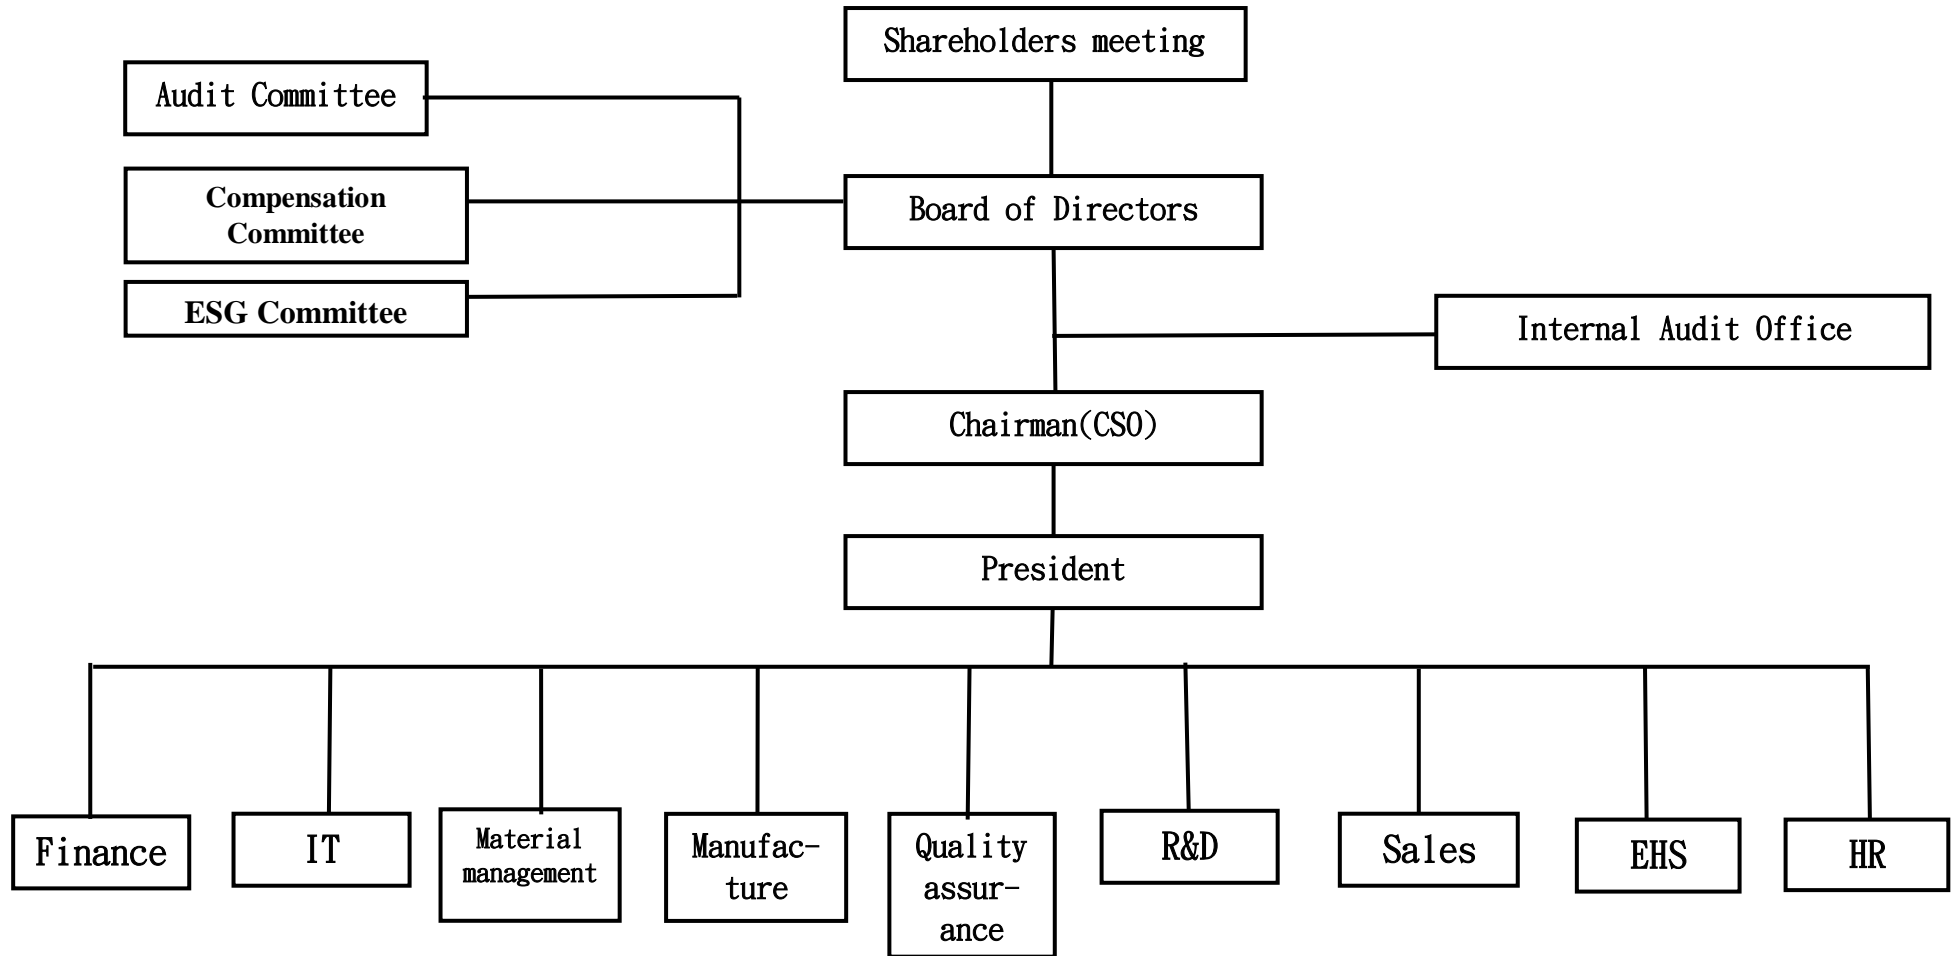 Shareholders meeting
Audit Committee
Compensation
Committee
Board of Directors
ESG Committee
Internal Audit Office
Chairman(CSO)
President
Finance
IT
Material
management
Manufac-
ture
Quality
assur-
ance
R&D
Sales
EHS
HR